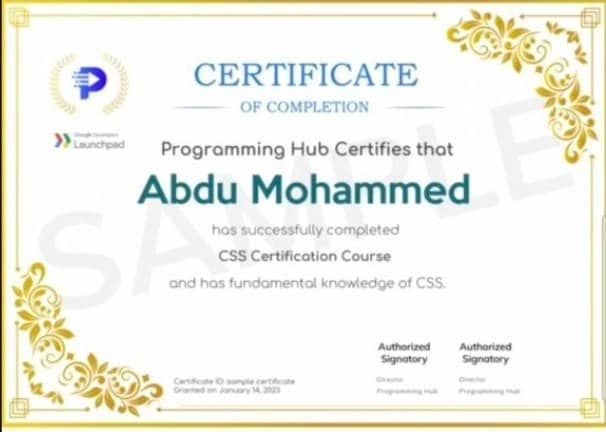 CERTIFICATE
OF COMPLETION
Google Developers
Launchpad
Programming Hub Certifies that
Abdu Mohammed
has successfully completed
CSS Certification Course
and has fundamental knowledge of CSS.
SAMPLE
Authorized Signatory
Authorized Signatory
Director
Programming Hub
Director
Programming Hub
Certificate ID: sample certificate
Granted on January 14, 2023